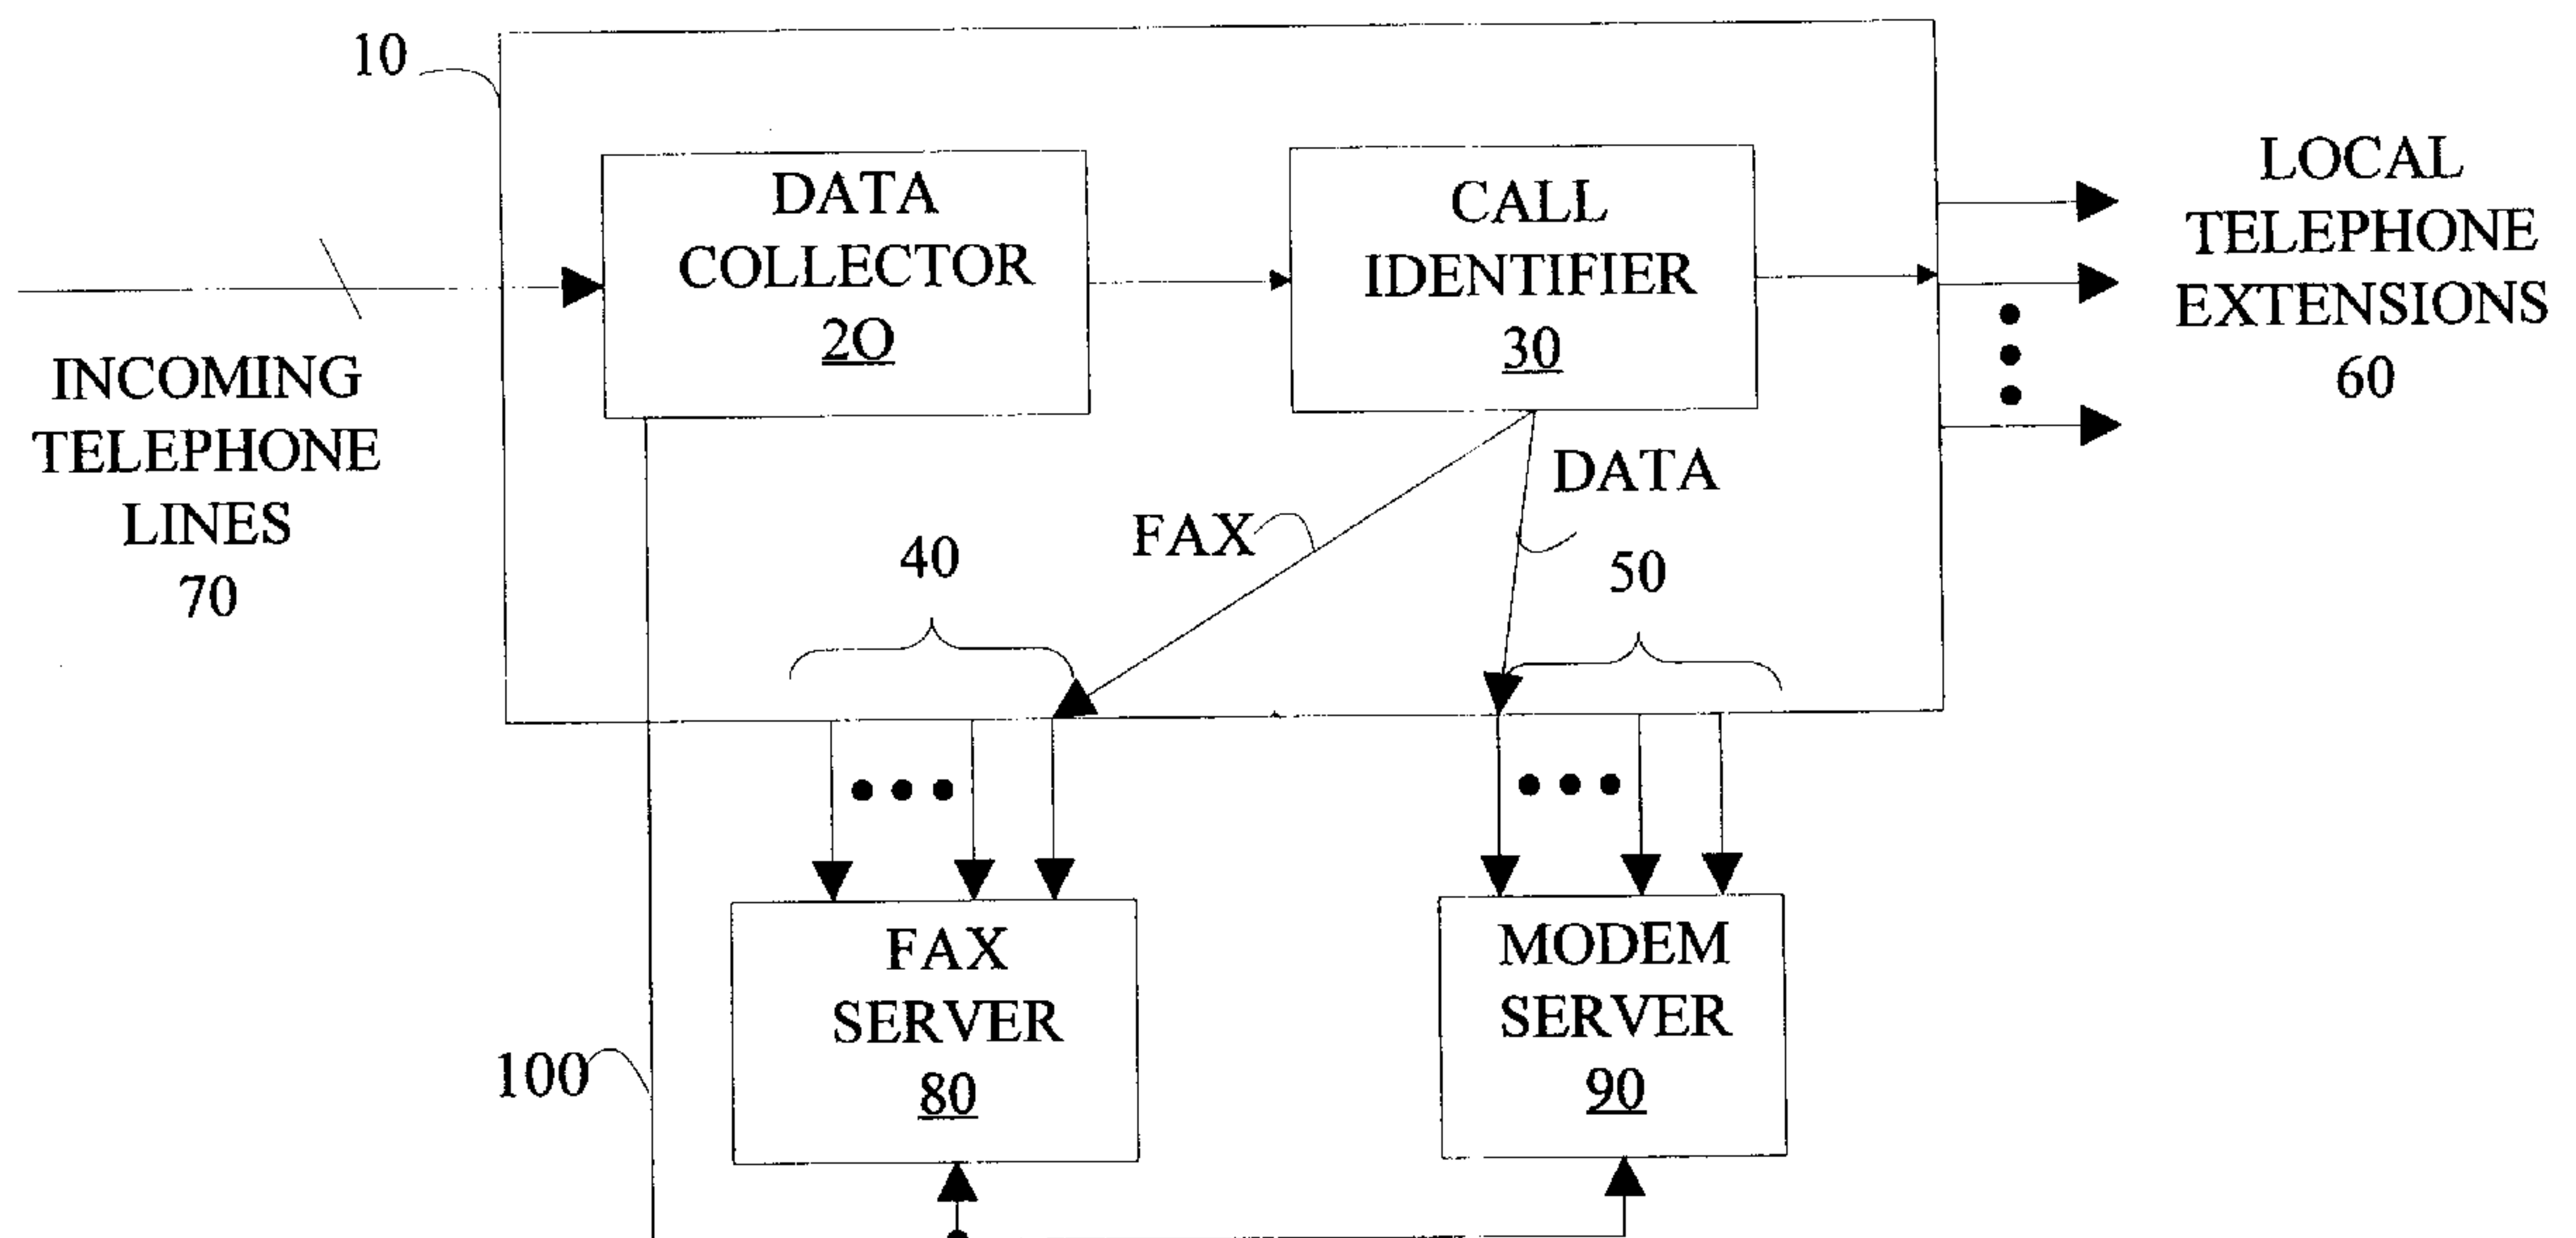 10
DATA
COLLECTOR
2O
CALL
IDENTIFIER
30
LOCAL
TELEPHONE
EXTENSIONS
60
INCOMING
TELEPHONE
LINES
70
FAX
DATA
40
50
FAX
SERVER
80
MODEM
SERVER
90
100